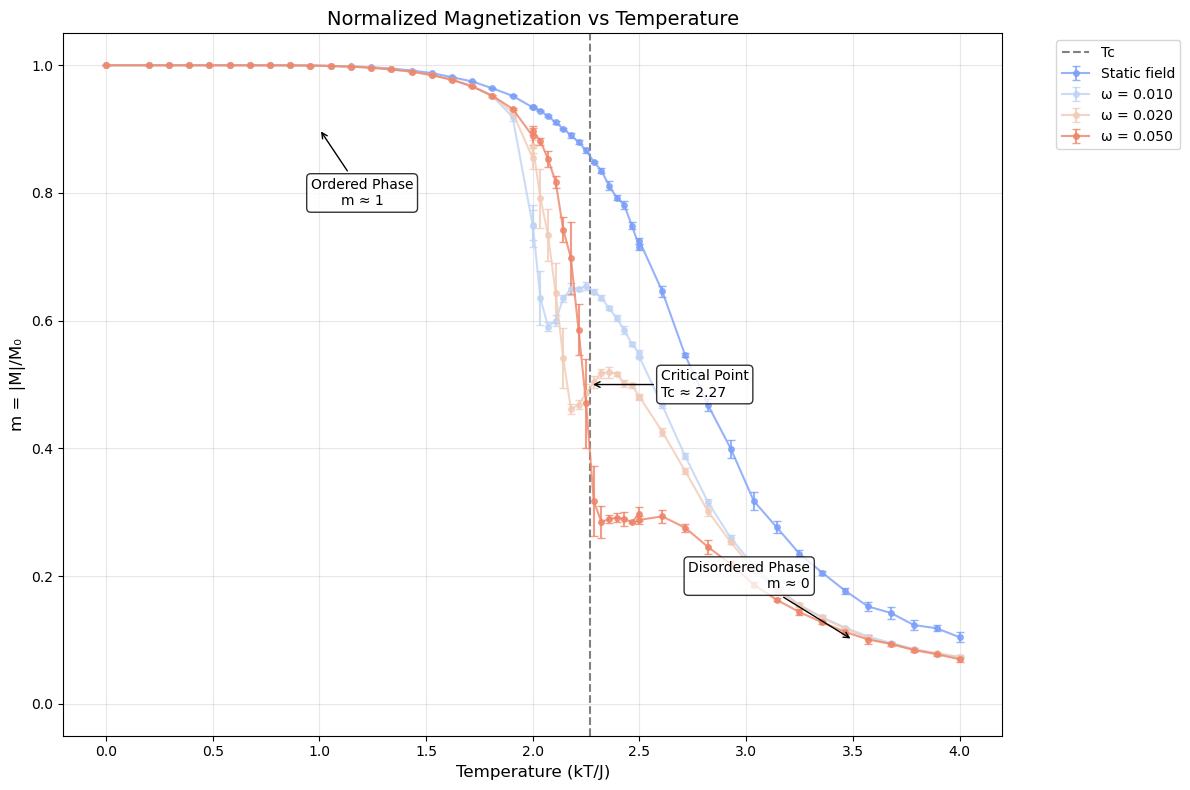 Normalized Magnetization vs Temperature
Tc
Static field
ω = 0.010
ω = 0.020
ω = 0.050
m = |M|/M₀
1.0
0.8
0.6
0.4
0.2
0.0
Ordered Phase
m ≈ 1
Critical Point
Tc ≈ 2.27
Disordered Phase
m ≈ 0
0.0 0.5 1.0 1.5 2.0 2.5 3.0 3.5 4.0
Temperature (kT/J)